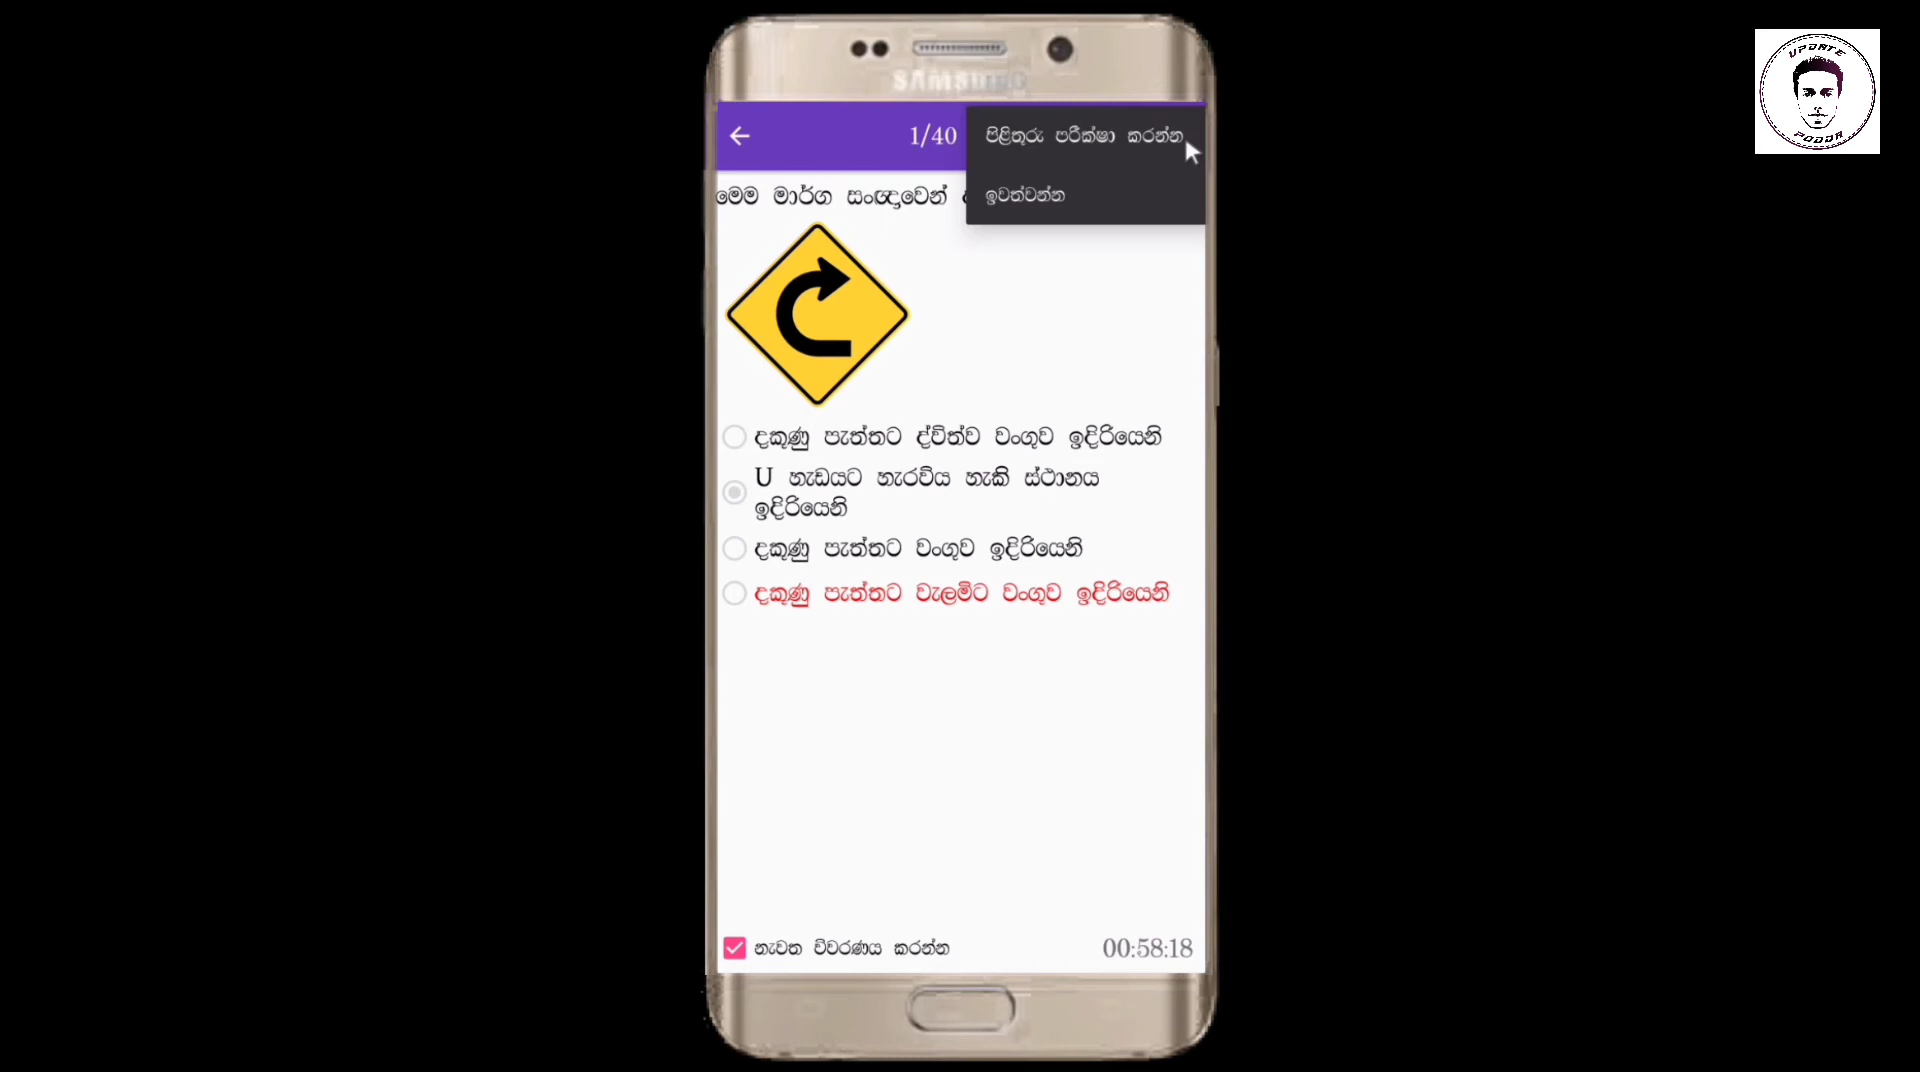 SAMSUNG
UPDATE
PODDA
1/40
පිළිතුරු පරීක්ෂා කරන්න
ඉවත්වන්න
මෙම මාර්ග සංඥාවෙන්
දකුණු පැත්තට ද්විත්ව වංගුව ඉදිරියෙනි
U හැඩයට හැරවිය හැකි ස්ථානය
ඉදිරියෙනි
දකුණු පැත්තට වංගුව ඉදිරියෙනි
දකුණු පැත්තට වැලමිට වංගුව ඉදිරියෙනි
නැවත විවරණය කරන්න
00:58:18